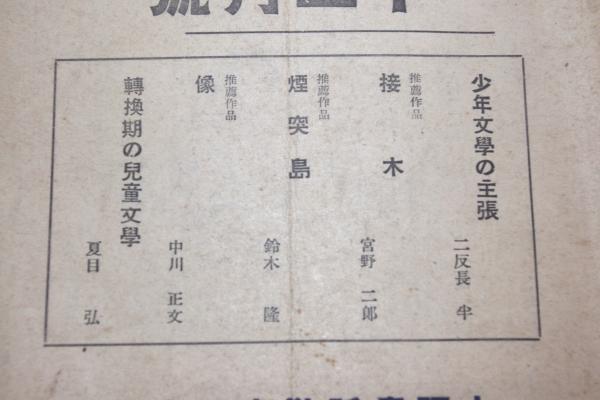 少年文學の主張
二反長 半
推薦作品
接木
宮野 二郎
推薦作品
煙突島
鈴木 隆
推薦作品
像
中川 正文
轉換期の兒童文學
夏目 弘